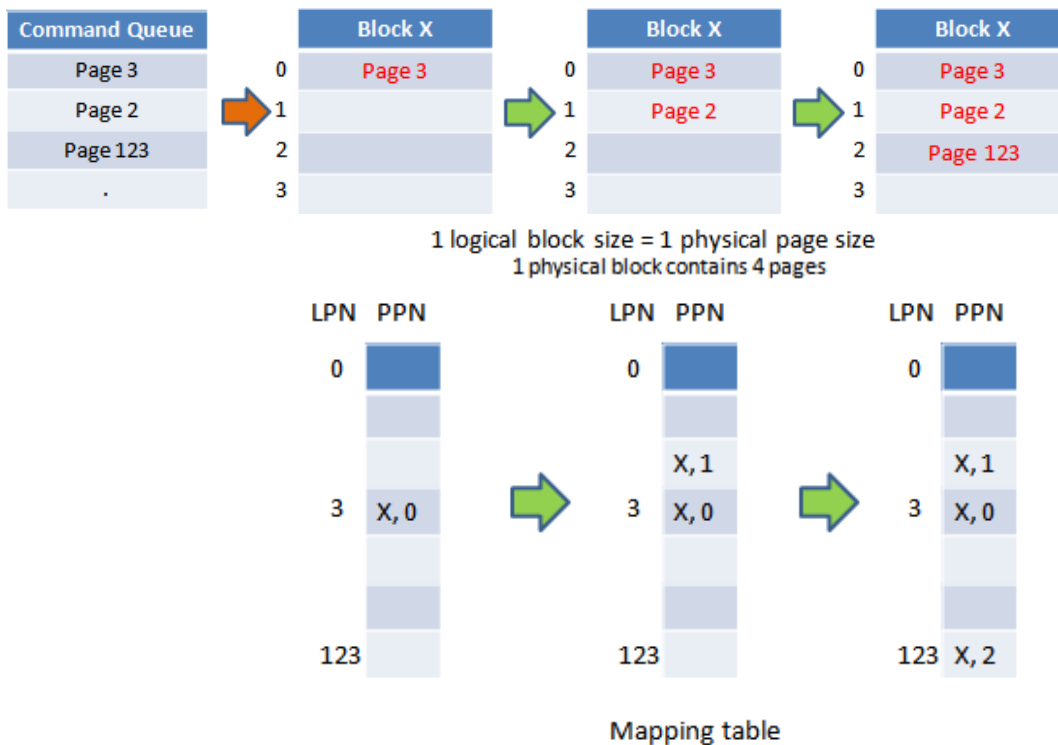 Command Queue
Page 3
Page 2
Page 123
.
Block X
0 Page 3
1
2
3
Block X
0 Page 3
1 Page 2
2
3
Block X
0 Page 3
1 Page 2
2 Page 123
3
1 logical block size = 1 physical page size
1 physical block contains 4 pages
LPN PPN
0
3 X, 0
123
LPN PPN
0
X, 1
3 X, 0
123
LPN PPN
0
X, 1
3 X, 0
123 X, 2
Mapping table